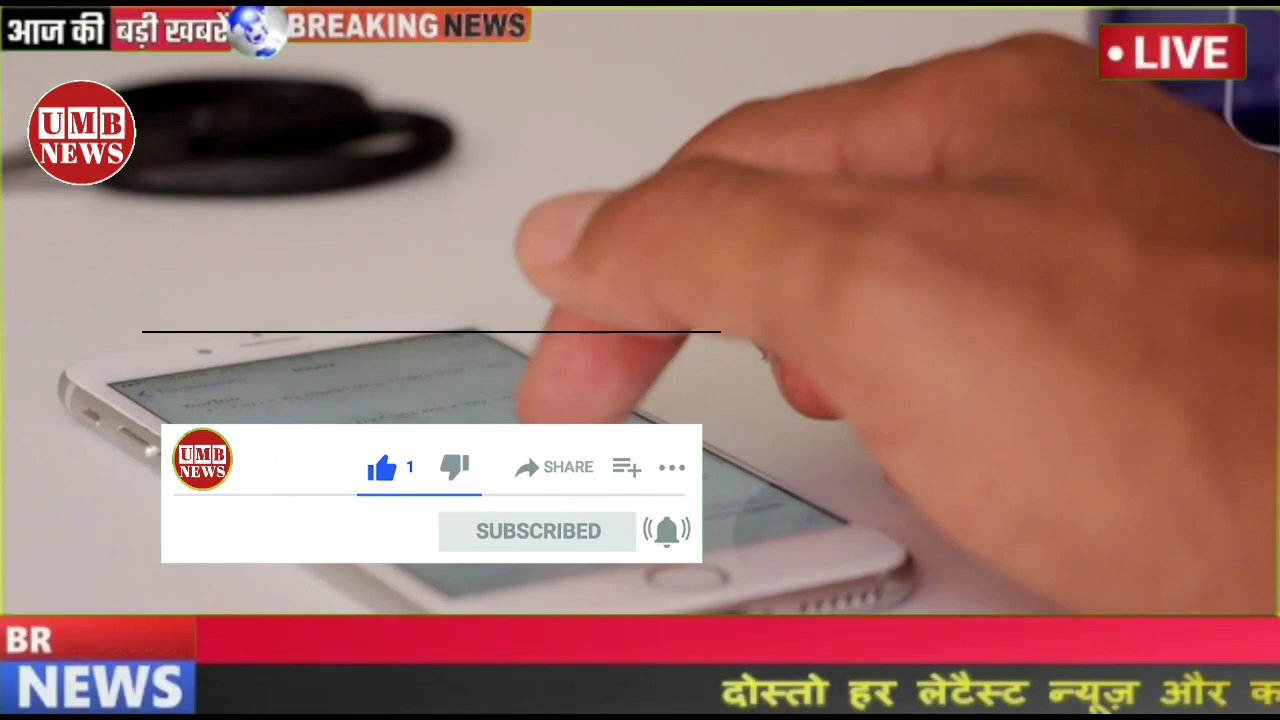 आज की बड़ी खबरें BREAKING NEWS
LIVE
UMB
NEWS
UMB
NEWS
1
SHARE
SUBSCRIBED
BR
NEWS
दोस्तो हर लेटैस्ट न्यूज़ और